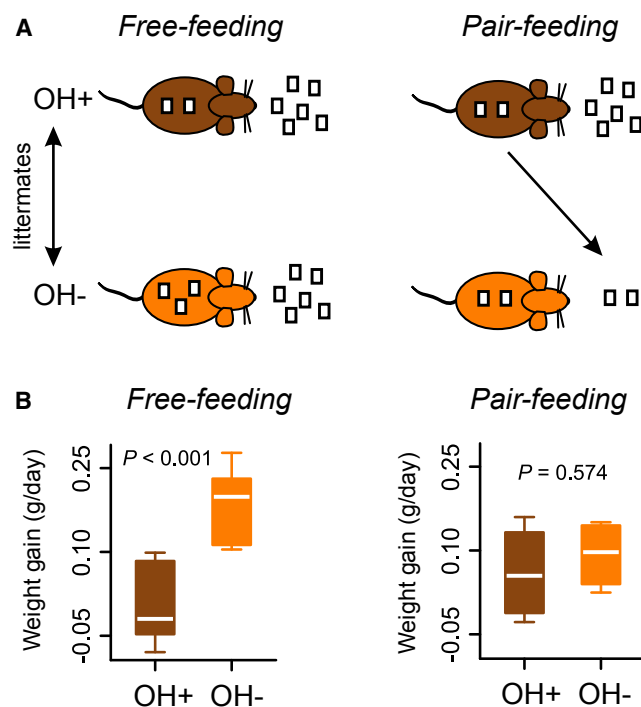 A
Free-feeding
Pair-feeding
OH+
littermates
OH-
B
Free-feeding
Pair-feeding
Weight gain (g/day)
0.25
0.10
-0.05
P < 0.001
OH+ OH-
Weight gain (g/day)
0.25
0.10
-0.05
P = 0.574
OH+ OH-